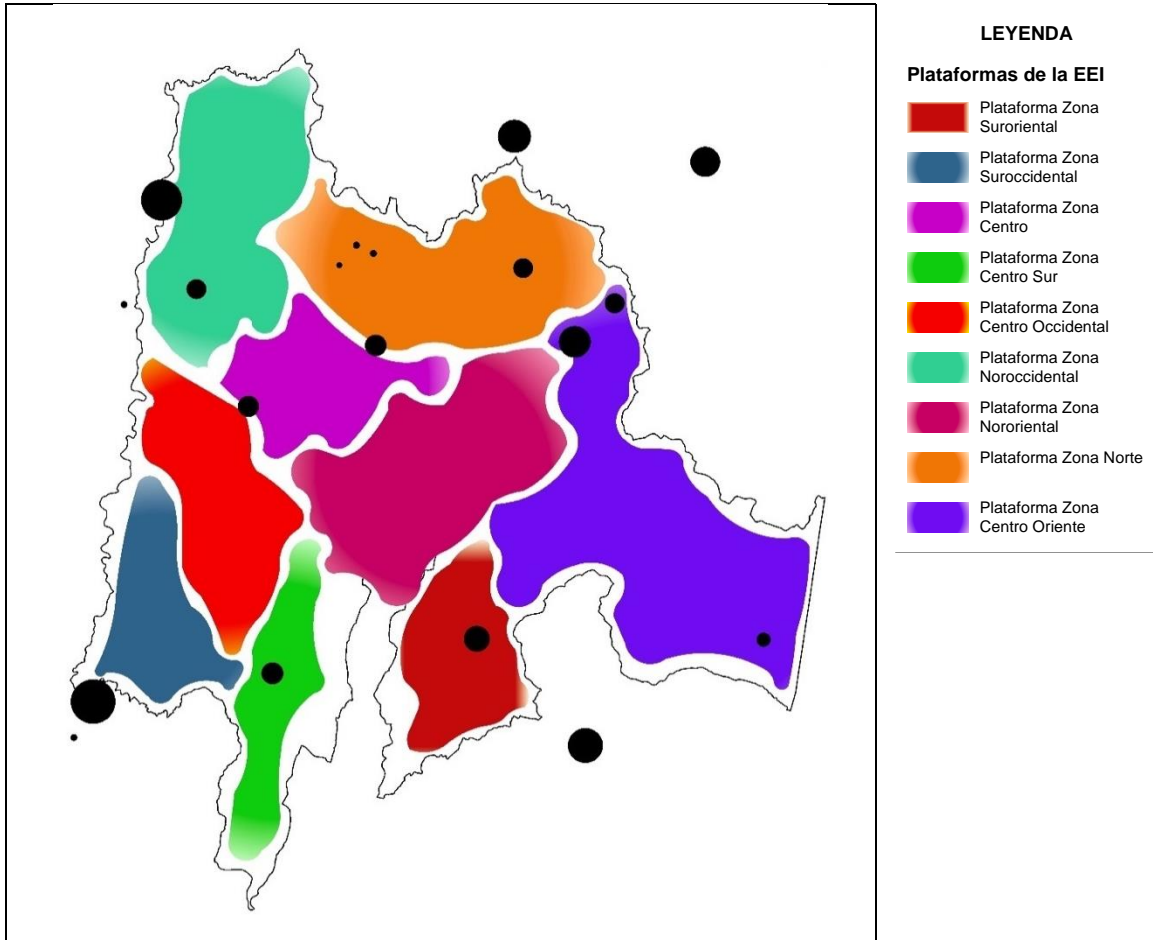 LEYENDA
Plataformas de la EEI
Plataforma Zona
Suroriental
Plataforma Zona
Suroccidental
Plataforma Zona
Centro
Plataforma Zona
Centro Sur
Plataforma Zona
Centro Occidental
Plataforma Zona
Noroccidental
Plataforma Zona
Nororiental
Plataforma Zona Norte
Plataforma Zona
Centro Oriente